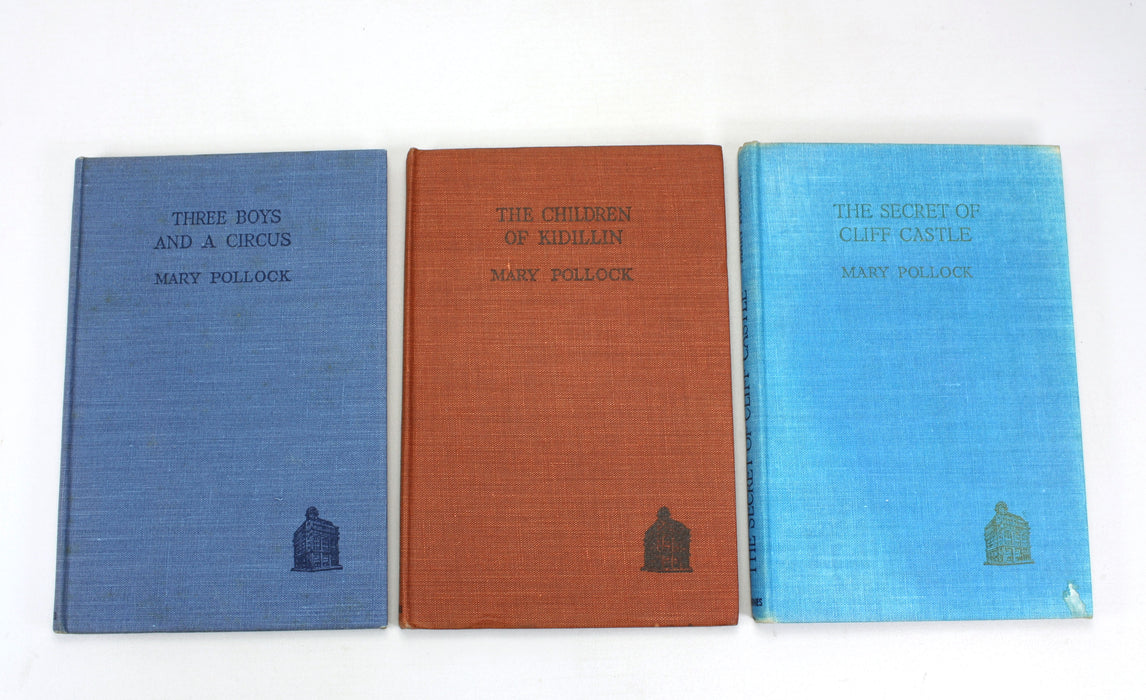 THREE BOYS
AND A CIRCUS
MARY POLLOCK
THE CHILDREN
OF KIDILLIN
MARY POLLOCK
THE SECRET OF CLIFF CASTLE
THE SECRET OF
CLIFF CASTLE
MARY POLLOCK